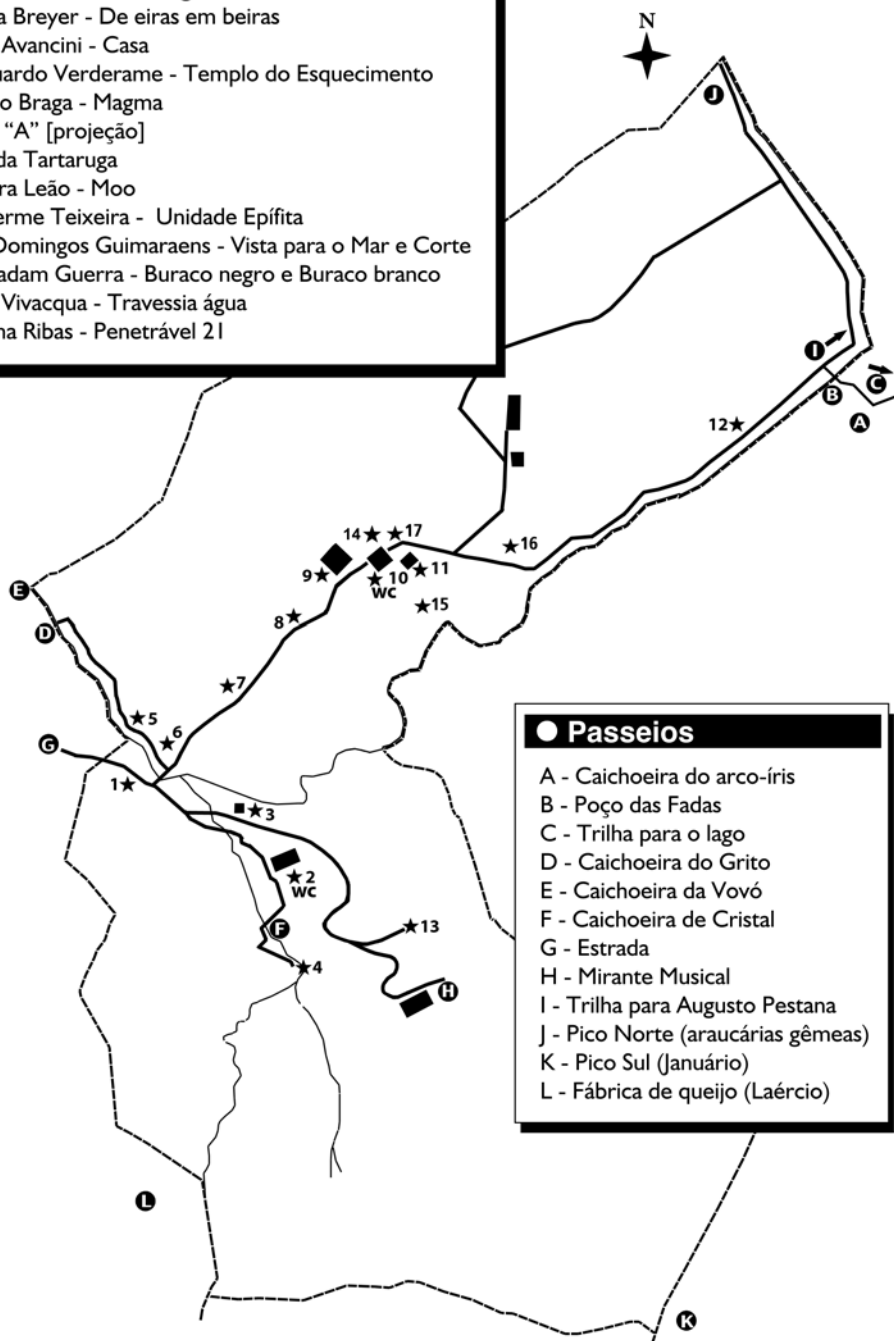 a Breyer - De eiras em beiras
Avancini - Casa
uardo Verderame - Templo do Esquecimento
o Braga - Magma
“A” [projeção]
da Tartaruga
ra Leão - Moo
erme Teixeira - Unidade Epífita
Domingos Guimaraens - Vista para o Mar e Corte
adam Guerra - Buraco negro e Buraco branco
Vivacqua - Travessia água
na Ribas - Penetrável 21
N
J
I
B
C
A
12
14
17
16
9
10
WC
11
15
8
E
D
7
5
6
G
1
3
2
WC
F
13
4
H
L
K
Passeios
A - Caichoeira do arco-íris
B - Poço das Fadas
C - Trilha para o lago
D - Caichoeira do Grito
E - Caichoeira da Vovó
F - Caichoeira de Cristal
G - Estrada
H - Mirante Musical
I - Trilha para Augusto Pestana
J - Pico Norte (araucárias gêmeas)
K - Pico Sul (Januário)
L - Fábrica de queijo (Laércio)